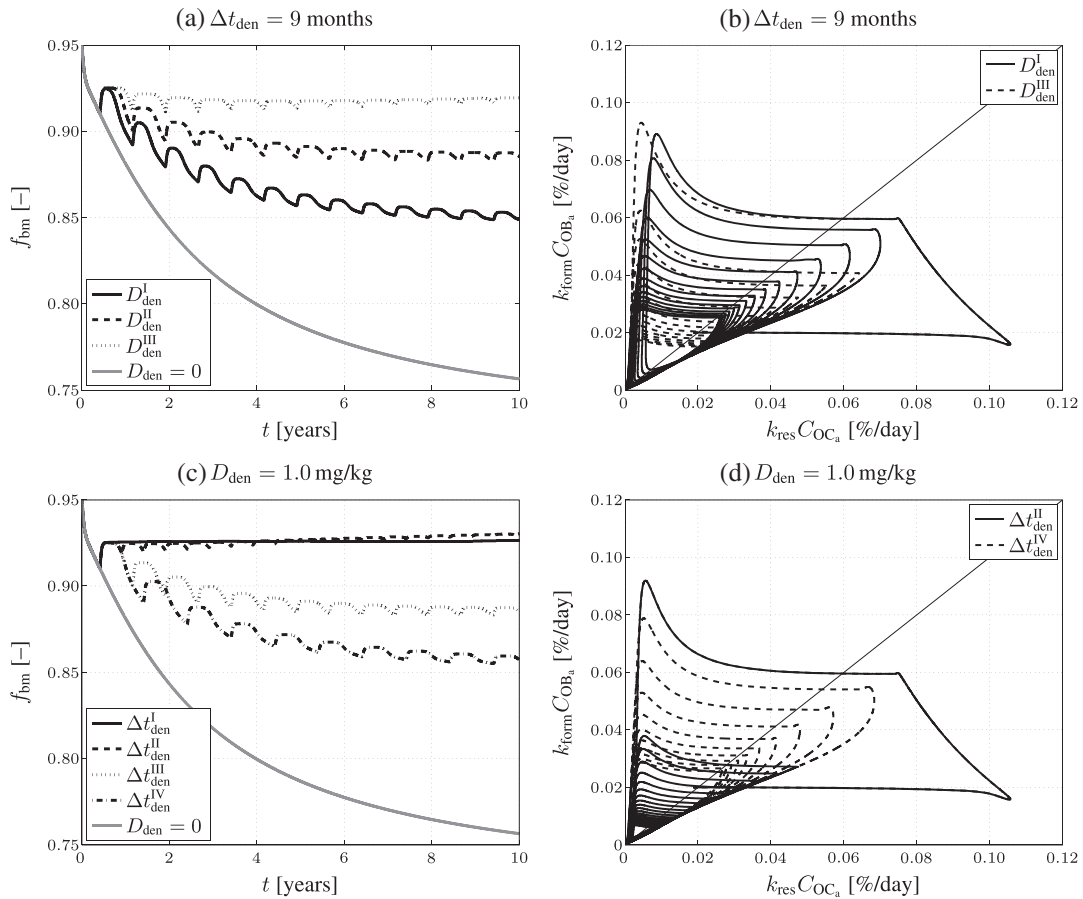 (a) Δt_den = 9 months
0.95
0.90
0.85
0.80
0.75
f_bm [−]
0 2 4 6 8 10
t [years]
D^I_den
D^II_den
D^III_den
D_den = 0
(b) Δt_den = 9 months
0.12
0.10
0.08
0.06
0.04
0.02
0
k_form C_OB_a [%/day]
0 0.02 0.04 0.06 0.08 0.10 0.12
k_res C_OC_a [%/day]
D^I_den
D^III_den
(c) D_den = 1.0 mg/kg
0.95
0.90
0.85
0.80
0.75
f_bm [−]
0 2 4 6 8 10
t [years]
Δt^I_den
Δt^II_den
Δt^III_den
Δt^IV_den
D_den = 0
(d) D_den = 1.0 mg/kg
0.12
0.10
0.08
0.06
0.04
0.02
0
k_form C_OB_a [%/day]
0 0.02 0.04 0.06 0.08 0.10 0.12
k_res C_OC_a [%/day]
Δt^II_den
Δt^IV_den